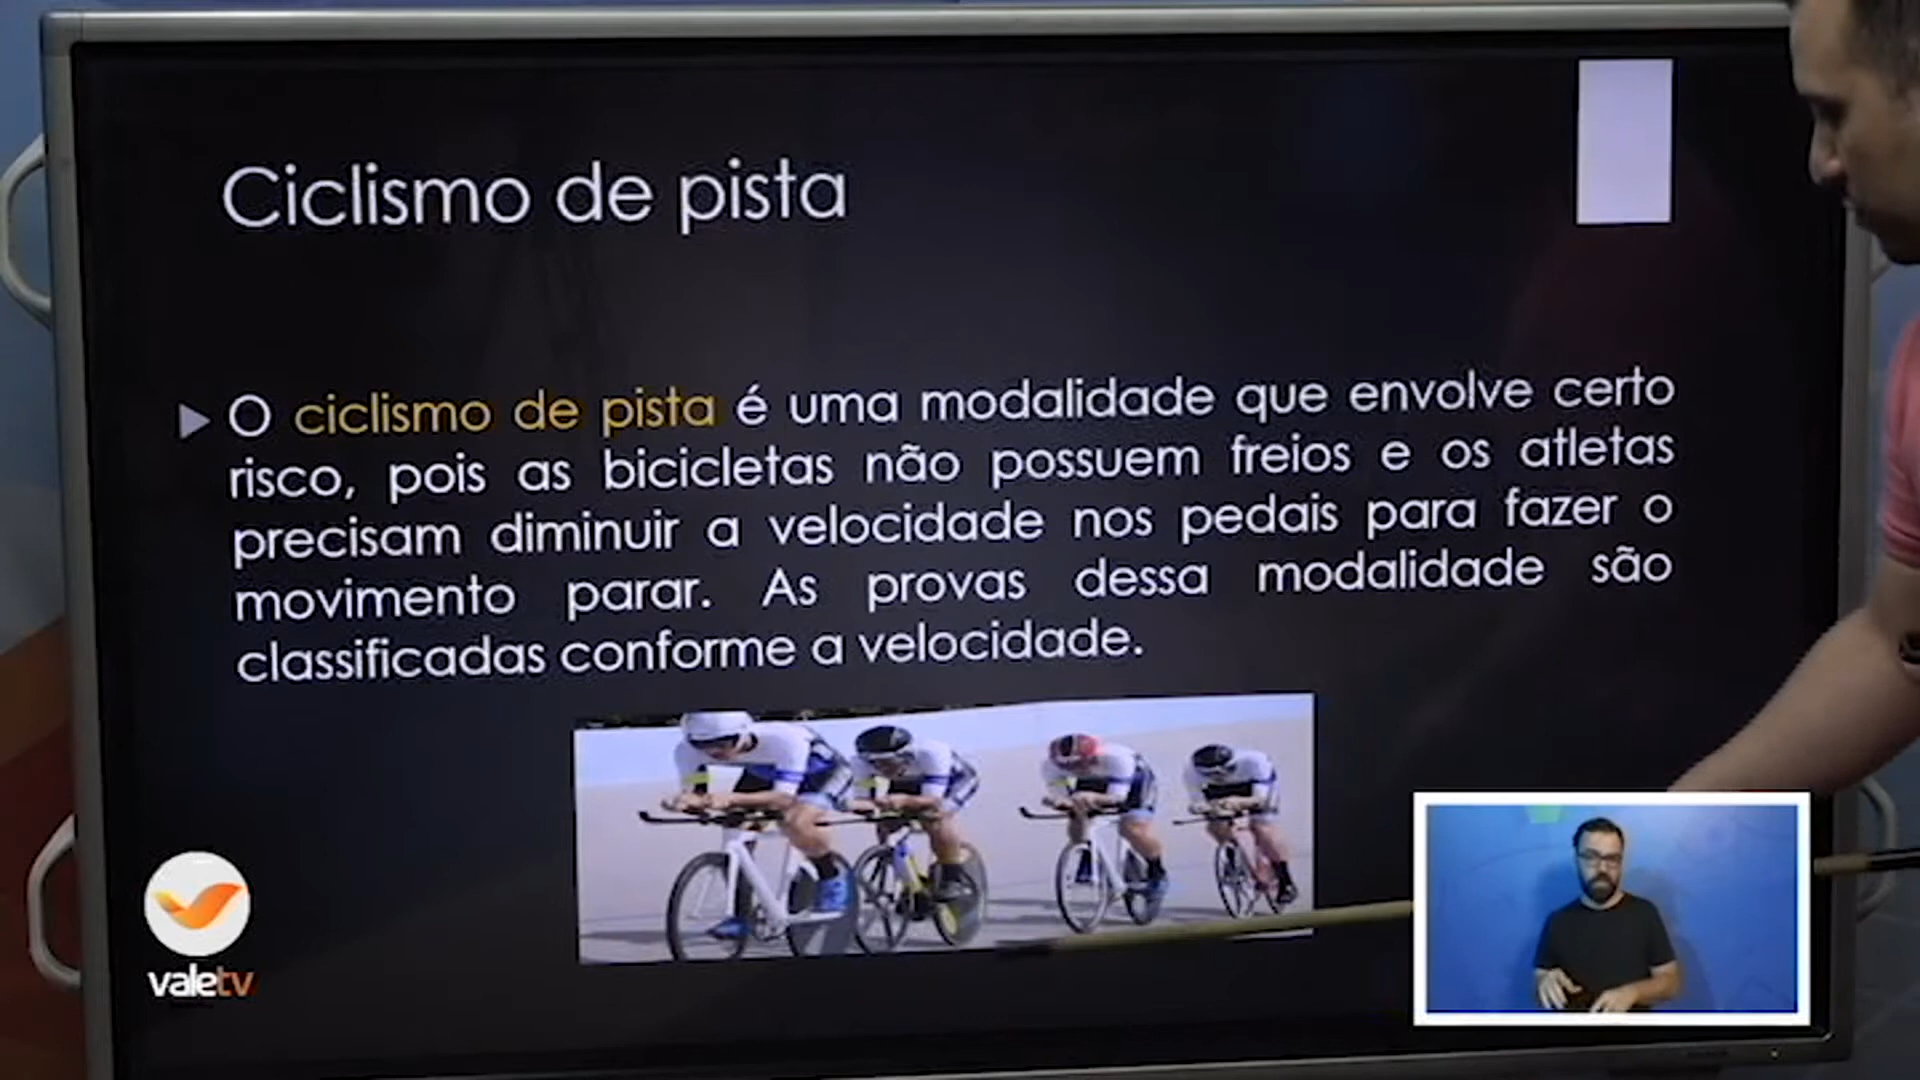 Ciclismo de pista
O ciclismo de pista é uma modalidade que envolve certo
risco, pois as bicicletas não possuem freios e os atletas
precisam diminuir a velocidade nos pedais para fazer o
movimento parar. As provas dessa modalidade são
classificadas conforme a velocidade.
valetv